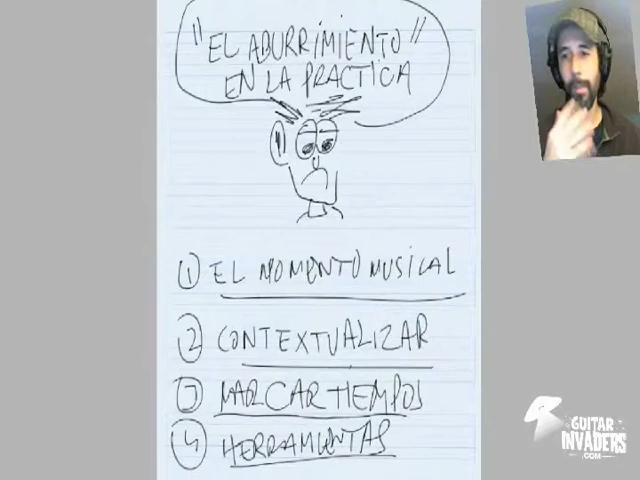 "EL ABURRIMIENTO"
EN LA PRACTICA
1 EL MOMENTO MUSICAL
2 CONTEXTUALIZAR
3 MARCAR TIEMPOS
4 HERRAMIENTAS
GUITAR
INVADERS
.COM